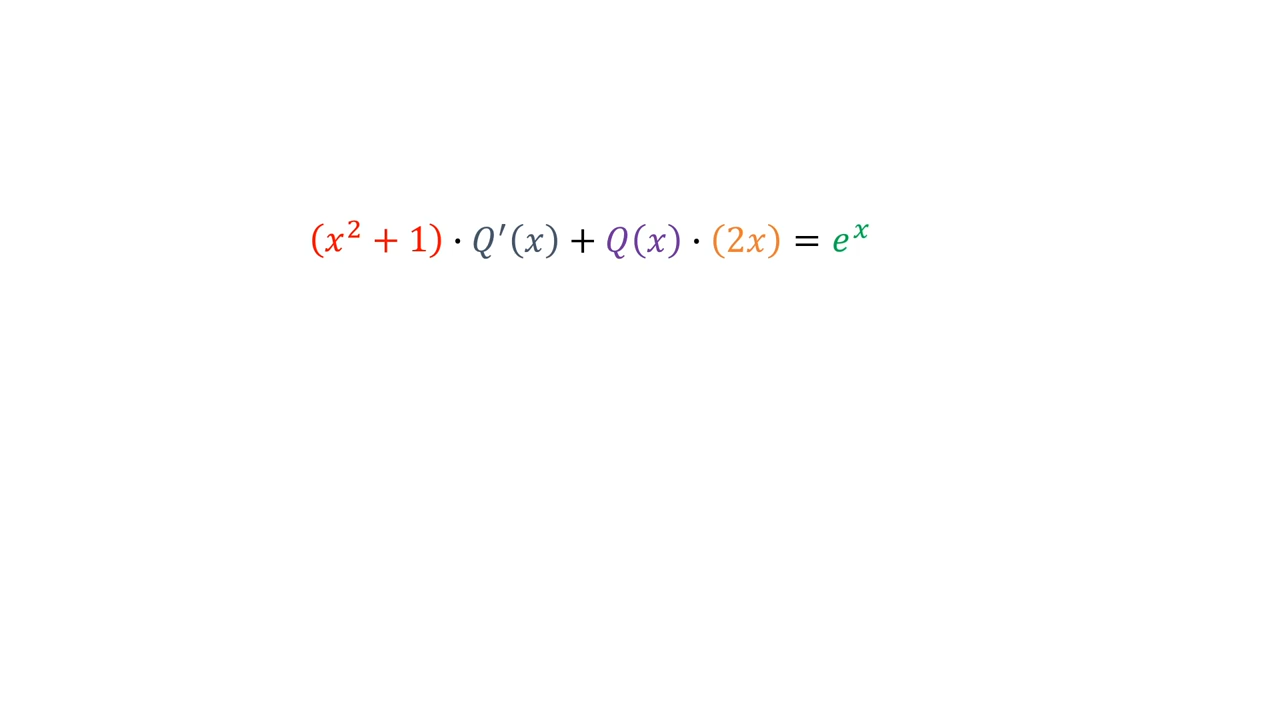 (x² + 1) · Q′(x) + Q(x) · (2x) = eˣ